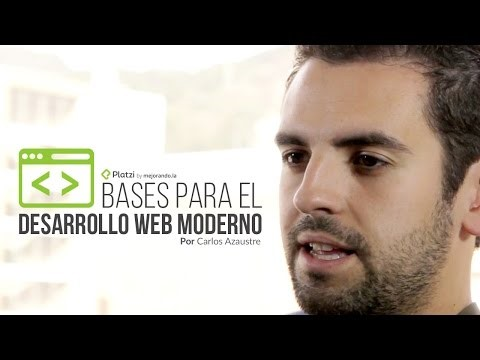 Platzi by mejorando.la
BASES PARA EL
DESARROLLO WEB MODERNO
Por Carlos Azaustre